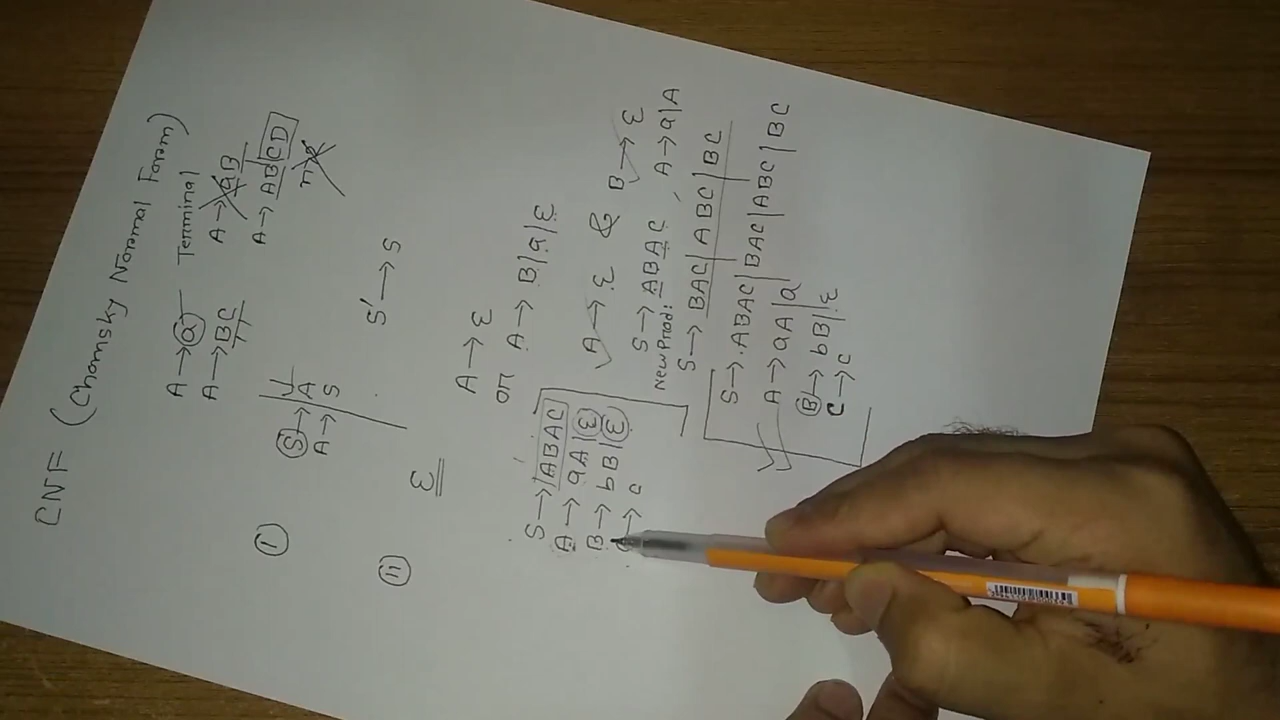 CNF (Chomsky Normal Form)
A → a Terminal A → aB
A → BC A → ABCD
(i) S → A
A → S
S' → S
(ii) ε
A → ε
or A → B|a|ε
S → ABAC
A → aA|ε
B → bB|ε
C → c
A → ε & B → ε
S → ABAC , A → a|A
New Prod:
S → BAC|ABC|BC
S → ABAC|BAC|ABC|BC
A → aA|a
B → bB|ε
C → c